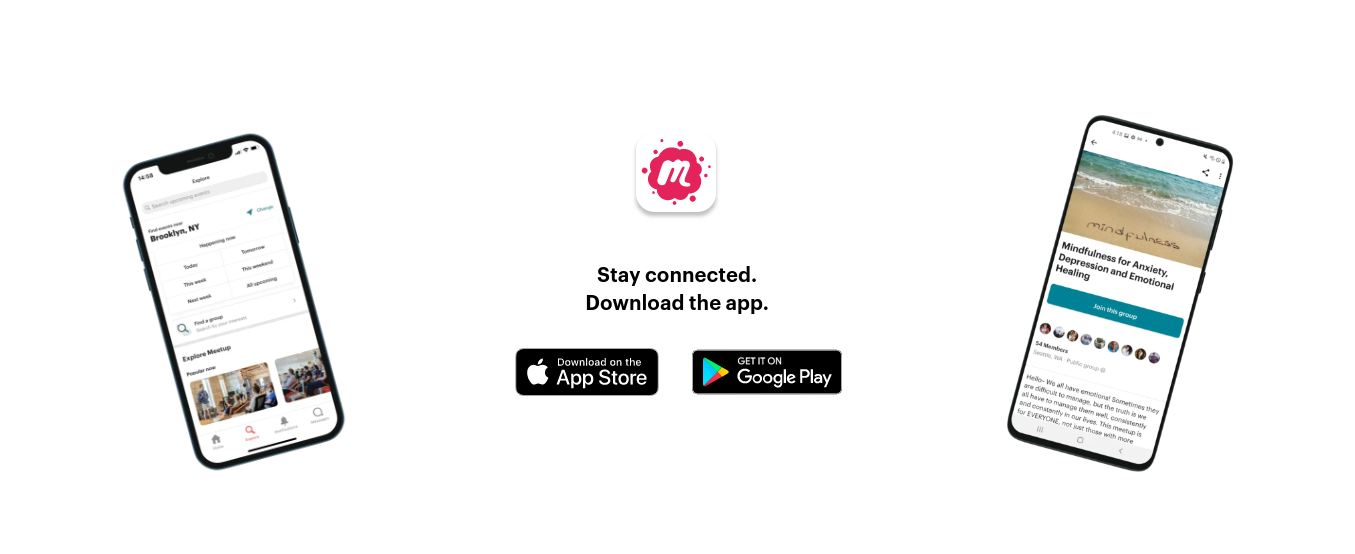 14:58
Explore
Search upcoming events
Find events near
Brooklyn, NY
Change
Happening now
Today
Tomorrow
This week
This weekend
Next week
All upcoming
Find a group
Search by your interests
Explore Meetup
Popular now
Home
Explore
Notifications
Messages
m
Stay connected.
Download the app.
Download on the
App Store
GET IT ON
Google Play
4:18
mindfulness
Mindfulness for Anxiety,
Depression and Emotional
Healing
Join this group
54 Members
Seattle, WA · Public group
Hello~ We all have emotions! Sometimes they
are difficult to manage, but the truth is we
all have to manage them well, consistently
and constantly in our lives. This meetup is
for EVERYONE, not just those with more